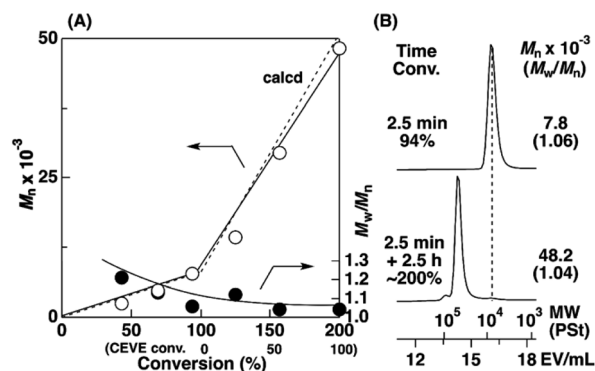 (A)
50
25
0
Mn x 10-3
calcd
1.3
1.2
1.1
1.0
Mw/Mn
0 50 100 150 200
(CEVE conv. 0 50 100)
Conversion (%)
(B)
Time
Conv.
Mn x 10-3
(Mw/Mn)
2.5 min
94%
7.8
(1.06)
2.5 min
+ 2.5 h
~200%
48.2
(1.04)
10⁵ 10⁴ 10³ MW
(PSt)
12 15 18 EV/mL